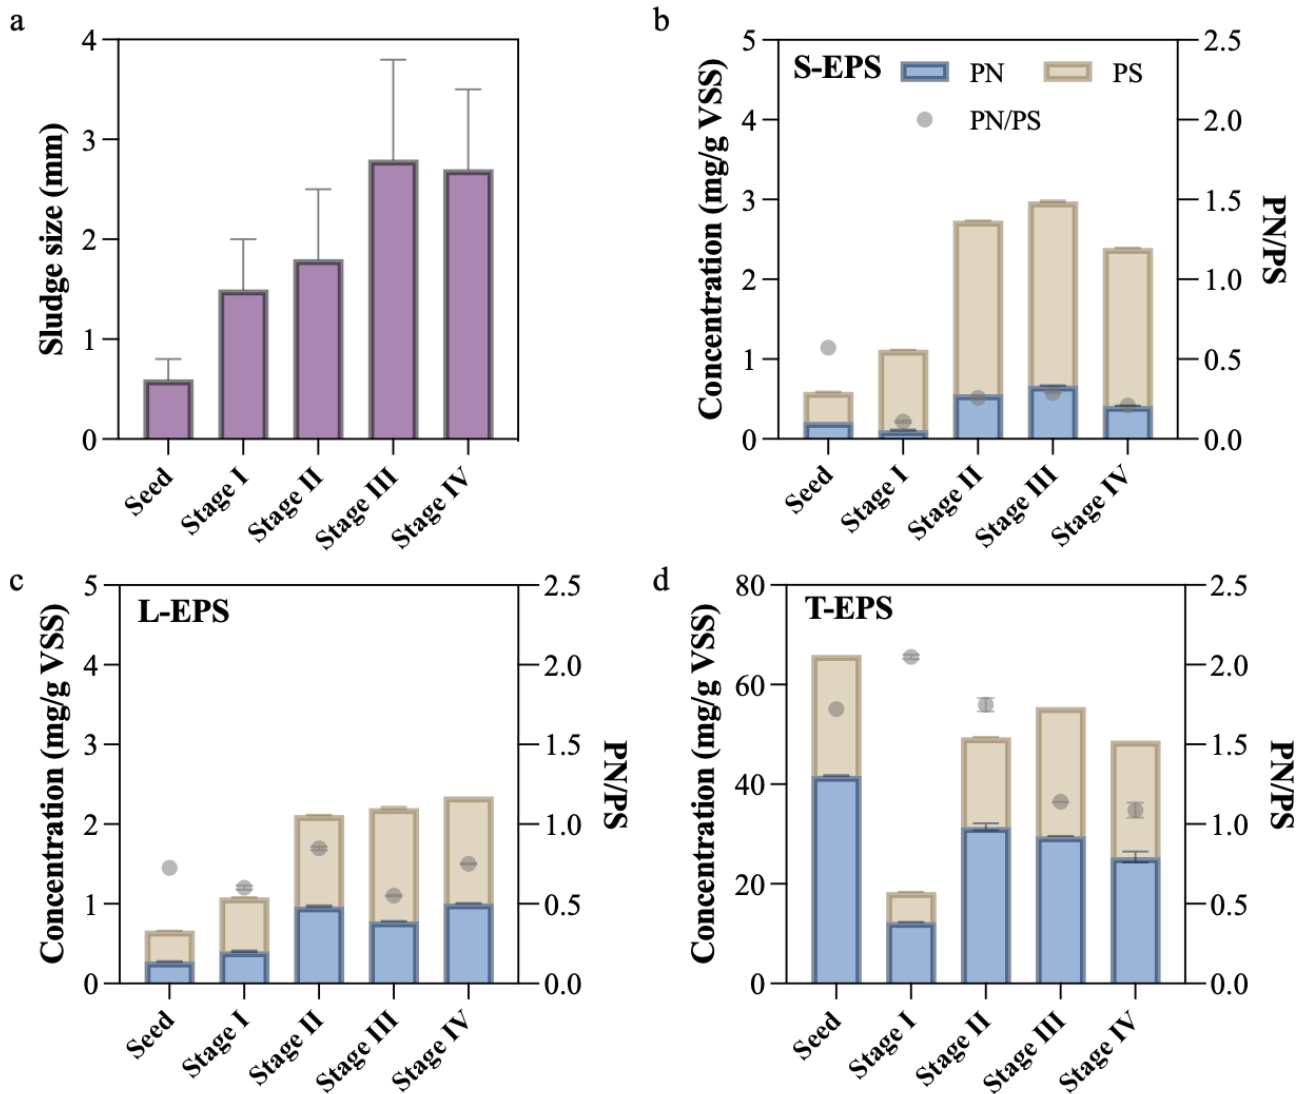 a
Sludge size (mm)
4
3
2
1
0
Seed
Stage I
Stage II
Stage III
Stage IV
b
Concentration (mg/g VSS)
5
4
3
2
1
0
S-EPS
PN
PS
PN/PS
2.5
2.0
1.5
1.0
0.5
0.0
PN/PS
Seed
Stage I
Stage II
Stage III
Stage IV
c
Concentration (mg/g VSS)
5
4
3
2
1
0
L-EPS
2.5
2.0
1.5
1.0
0.5
0.0
PN/PS
Seed
Stage I
Stage II
Stage III
Stage IV
d
Concentration (mg/g VSS)
80
60
40
20
0
T-EPS
2.5
2.0
1.5
1.0
0.5
0.0
PN/PS
Seed
Stage I
Stage II
Stage III
Stage IV